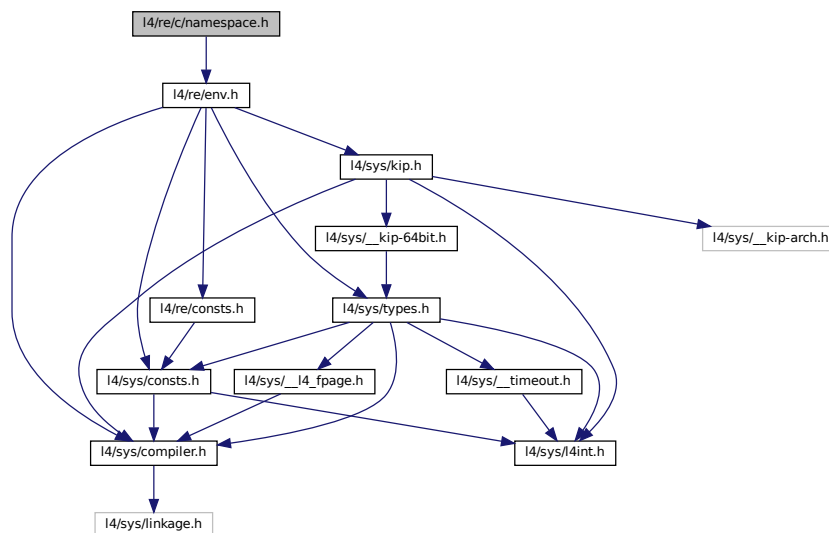 l4/re/c/namespace.h
l4/re/env.h
l4/sys/kip.h
l4/sys/__kip-64bit.h
l4/sys/__kip-arch.h
l4/re/consts.h
l4/sys/types.h
l4/sys/consts.h
l4/sys/__l4_fpage.h
l4/sys/__timeout.h
l4/sys/compiler.h
l4/sys/l4int.h
l4/sys/linkage.h